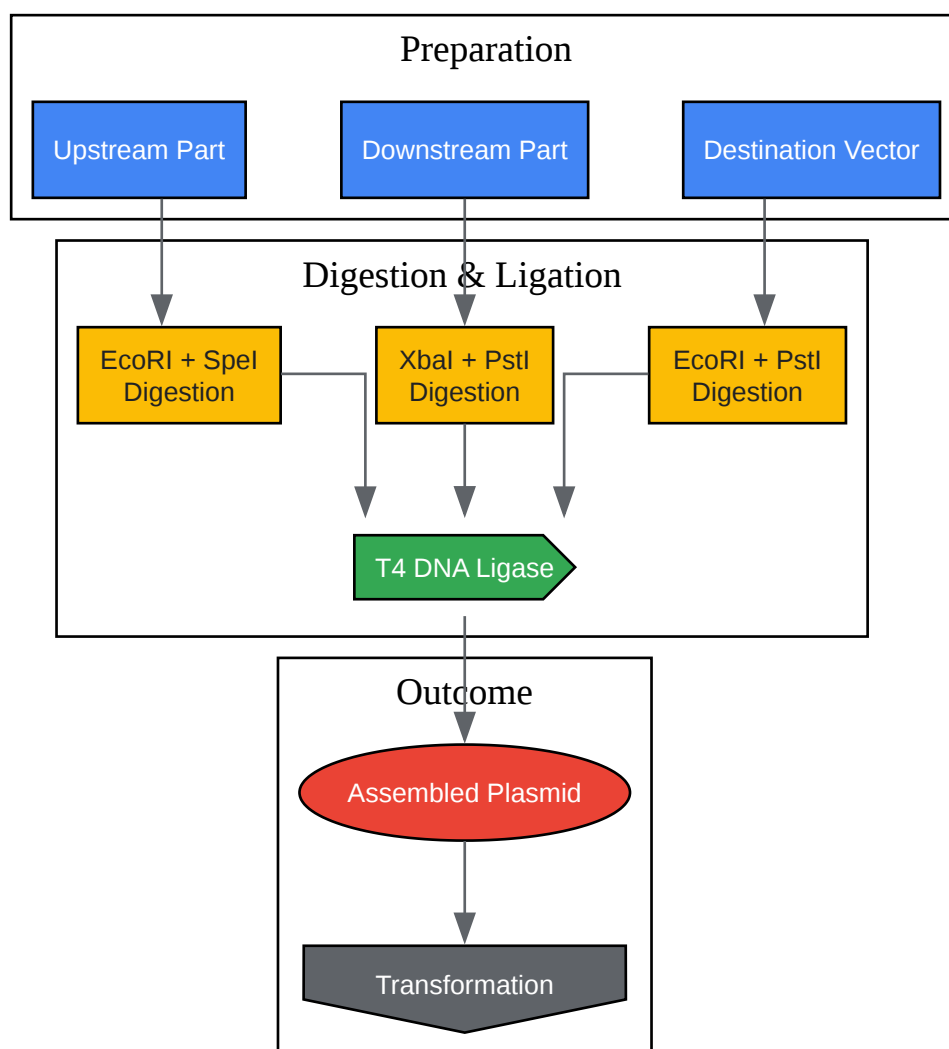 Preparation
Upstream Part
Downstream Part
Destination Vector
Digestion & Ligation
EcoRI + SpeI
Digestion
XbaI + PstI
Digestion
EcoRI + PstI
Digestion
T4 DNA Ligase
Outcome
Assembled Plasmid
Transformation